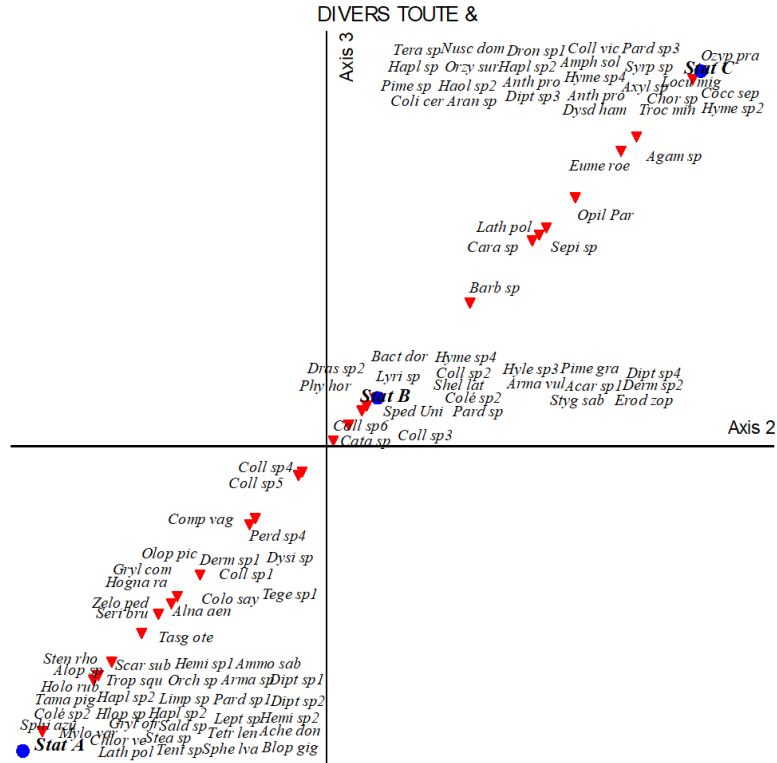 DIVERS TOUTE &
Axis 3
Tera sp Nusc dom Dron sp1 Coll vic Pard sp3
Hapl sp Orzy sur Hapl sp2 Amph sol Syrp sp Stat C Ozyp pra
Pime sp Haol sp2 Anth pro Hyme sp4 Axyl sp Locu mig
Coli cer Aran sp Dipt sp3 Anth pro Chor sp Cocc sep
Dysd ham Troc min Hyme sp2
Agam sp
Eume roe
Opil Par
Lath pol
Cara sp Sepi sp
Barb sp
Bact dor Hyme sp4
Dras sp2 Lyri sp Coll sp2 Hyle sp3 Pime gra Dipt sp4
Phy hor Shel lat Arma vul Acar sp1 Derm sp2
Stat B Colé sp2 Styg sab Erod zop
Sped Uni Pard sp
Coll sp6 Coll sp3
Cata sp
Axis 2
Coll sp4
Coll sp5
Comp vag
Perd sp4
Olop pic Derm sp1 Dysi sp
Gryl com Coll sp1
Hogna ra
Zelo ped Colo say Tege sp1
Seri bru Alna aen
Tasg ote
Sten rho Scar sub Hemi sp1 Ammo sab
Alop sp Trop squ Orch sp Arma sp Dipt sp1
Holo rub
Tama pig Hapl sp2 Limp sp Pard sp1 Dipt sp2
Colé sp2 Hlop sp Hapl sp2 Lept sp Hemi sp2
Sphi azu Mylo var Gryl ofr Sald sp Tetr len Ache don
Stat A Chlor ve Stea sp
Lath pol Tent sp Sphe lva Blop gig